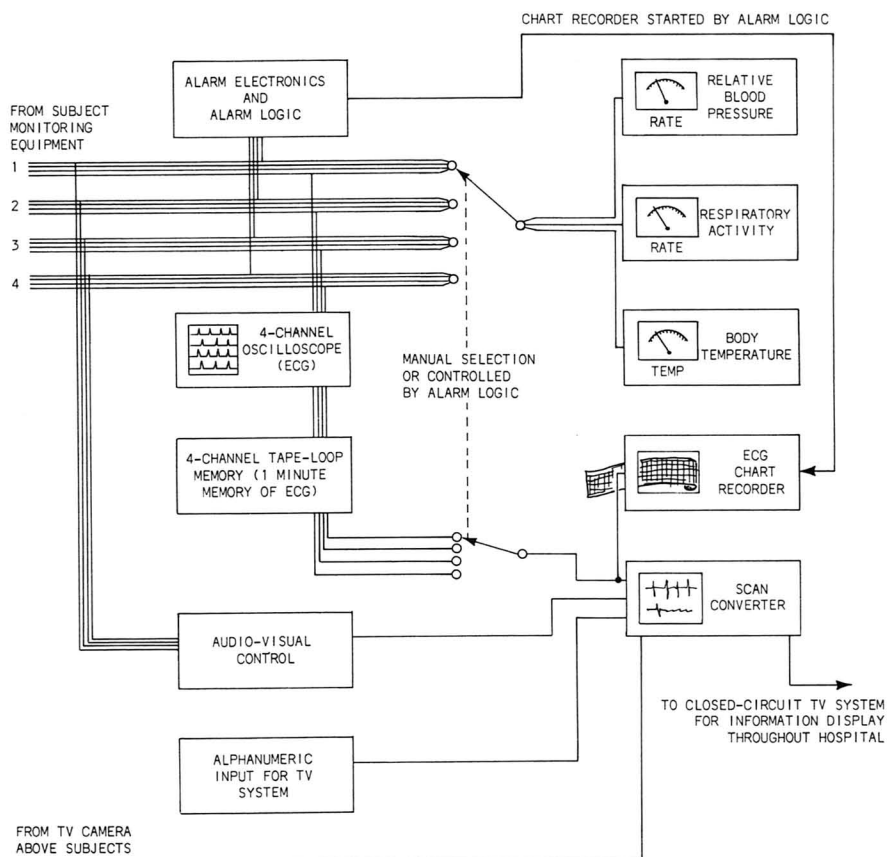 CHART RECORDER STARTED BY ALARM LOGIC
ALARM ELECTRONICS
AND
ALARM LOGIC
RELATIVE
BLOOD
PRESSURE
RATE
FROM SUBJECT
MONITORING
EQUIPMENT
1
2
3
4
RESPIRATORY
ACTIVITY
RATE
4-CHANNEL
OSCILLOSCOPE
(ECG)
MANUAL SELECTION
OR CONTROLLED
BY ALARM LOGIC
BODY
TEMPERATURE
TEMP
4-CHANNEL TAPE-LOOP
MEMORY (1 MINUTE
MEMORY OF ECG)
ECG
CHART
RECORDER
SCAN
CONVERTER
AUDIO-VISUAL
CONTROL
TO CLOSED-CIRCUIT TV SYSTEM
FOR INFORMATION DISPLAY
THROUGHOUT HOSPITAL
ALPHANUMERIC
INPUT FOR TV
SYSTEM
FROM TV CAMERA
ABOVE SUBJECTS